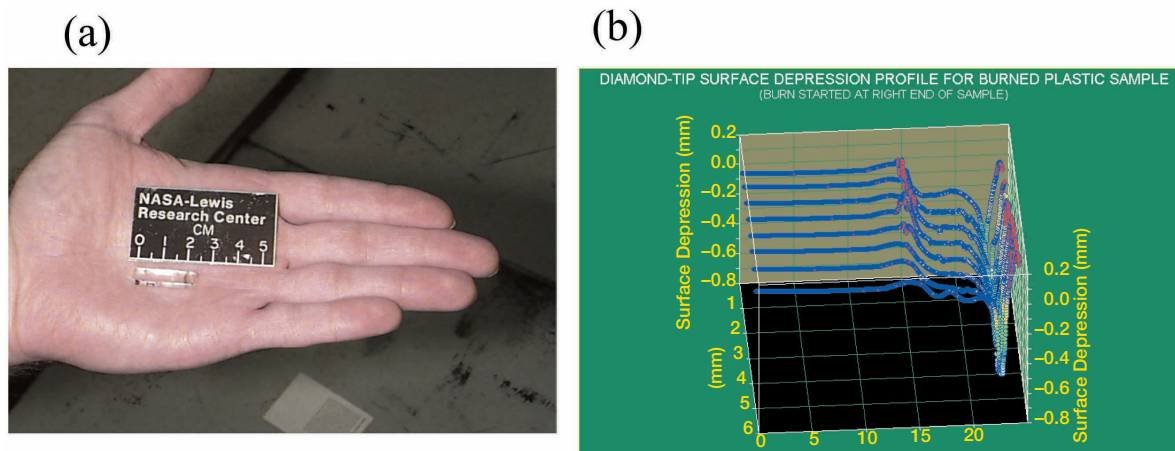 (a)
NASA-Lewis
Research Center
CM
0 1 2 3 4 5
(b)
DIAMOND-TIP SURFACE DEPRESSION PROFILE FOR BURNED PLASTIC SAMPLE
(BURN STARTED AT RIGHT END OF SAMPLE)
Surface Depression (mm)
0.2
0.0
−0.2
−0.4
−0.6
−0.8
1
2
3
4
5
6
(mm)
0
5
10
15
20
0.2
0.0
−0.2
−0.4
−0.6
−0.8
Surface Depression (mm)